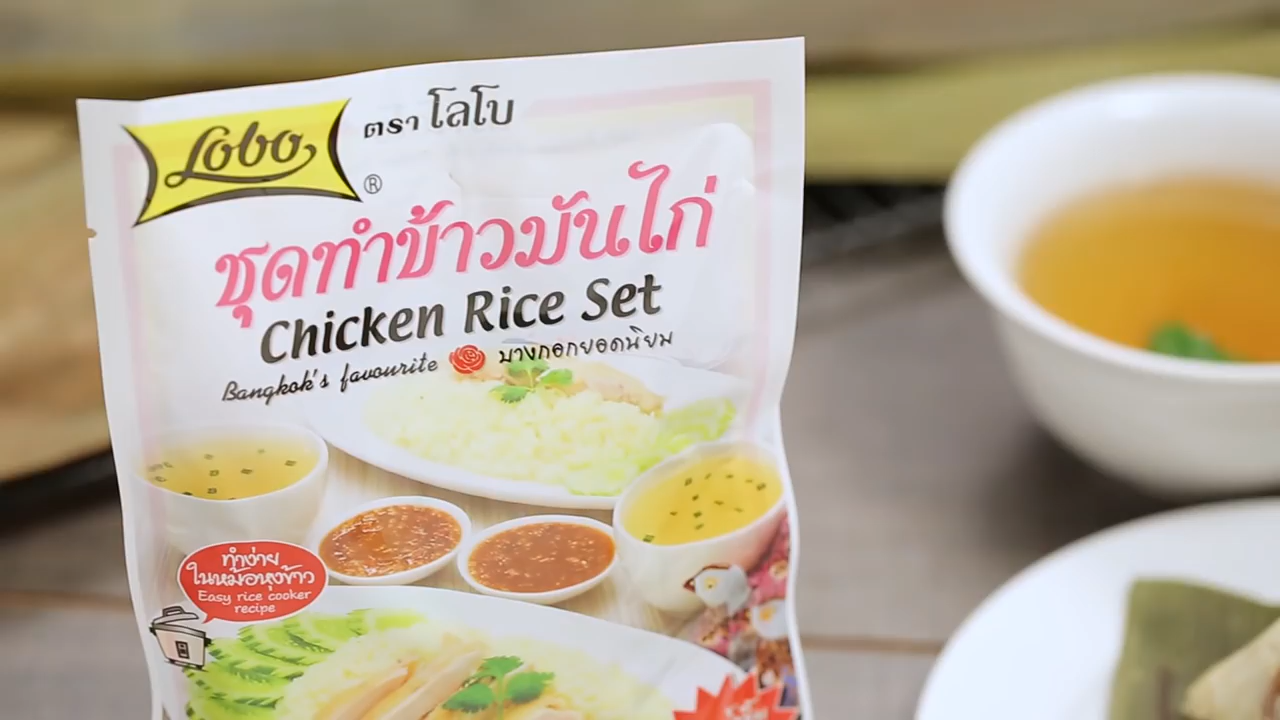 Lobo
®
ตรา โลโบ
ชุดทำข้าวมันไก่
Chicken Rice Set
Bangkok's favourite บางกอกยอดนิยม
ทำง่าย
ในหม้อหุงข้าว
Easy rice cooker
recipe